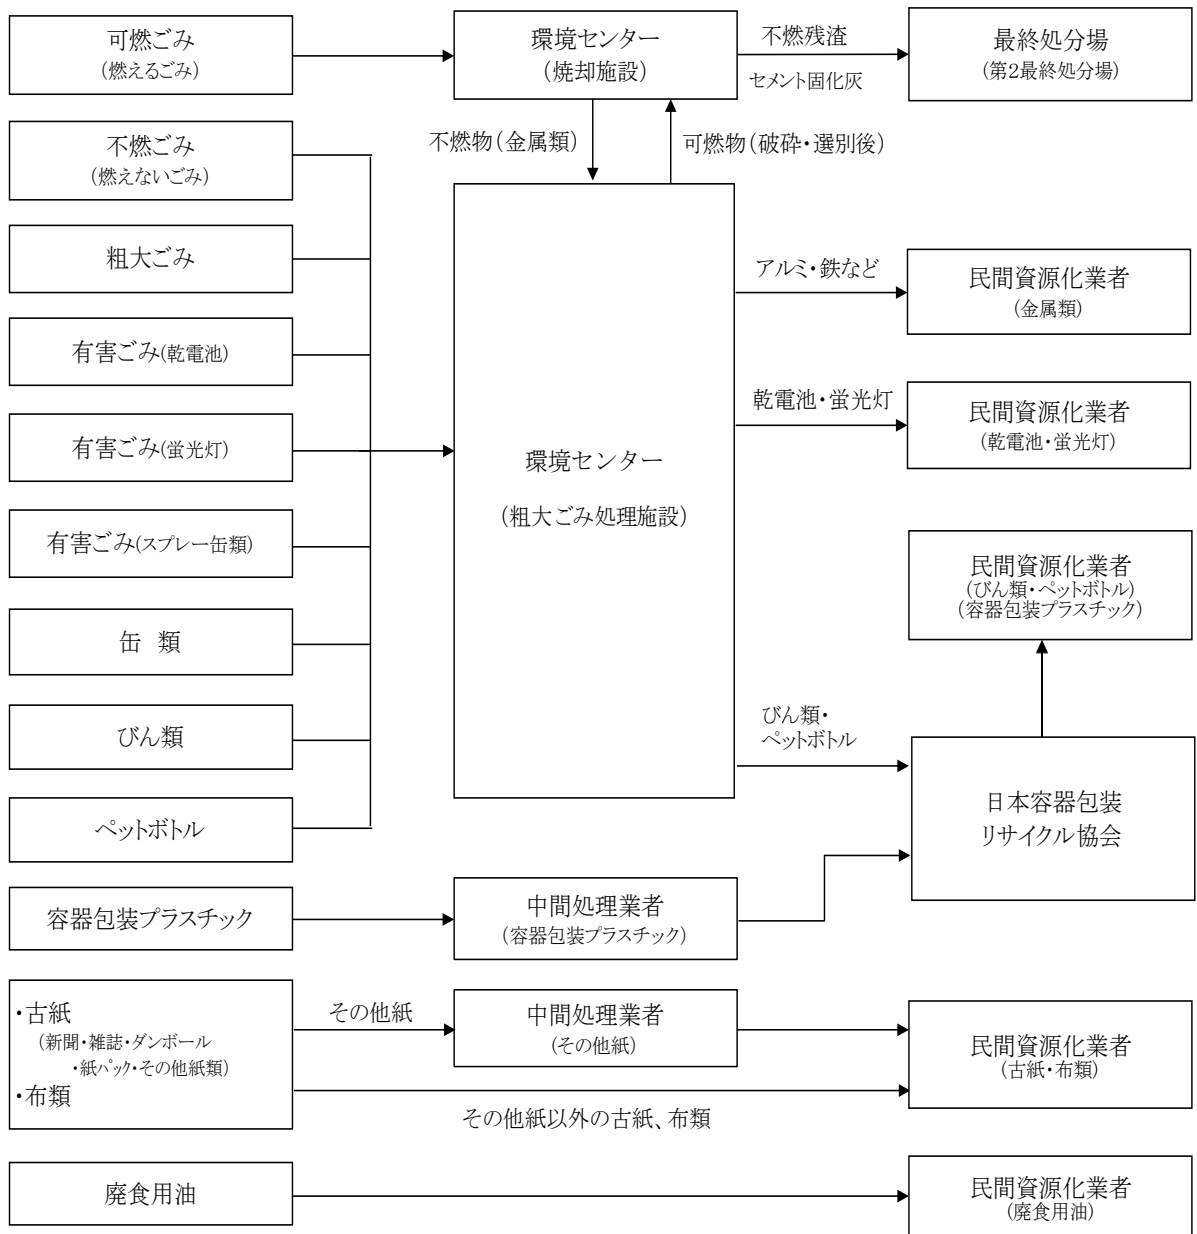 可燃ごみ
(燃えるごみ)
環境センター
(焼却施設)
不燃残渣
セメント固化灰
最終処分場
(第2最終処分場)
不燃ごみ
(燃えないごみ)
不燃物(金属類)
可燃物(破砕・選別後)
粗大ごみ
有害ごみ(乾電池)
有害ごみ(蛍光灯)
有害ごみ(スプレー缶類)
缶 類
びん類
ペットボトル
環境センター
(粗大ごみ処理施設)
アルミ・鉄など
民間資源化業者
(金属類)
乾電池・蛍光灯
民間資源化業者
(乾電池・蛍光灯)
民間資源化業者
(びん類・ペットボトル)
(容器包装プラスチック)
びん類・
ペットボトル
日本容器包装
リサイクル協会
容器包装プラスチック
中間処理業者
(容器包装プラスチック)
・古紙
(新聞・雑誌・ダンボール
・紙パック・その他紙類)
・布類
その他紙
中間処理業者
(その他紙)
民間資源化業者
(古紙・布類)
その他紙以外の古紙、布類
廃食用油
民間資源化業者
(廃食用油)